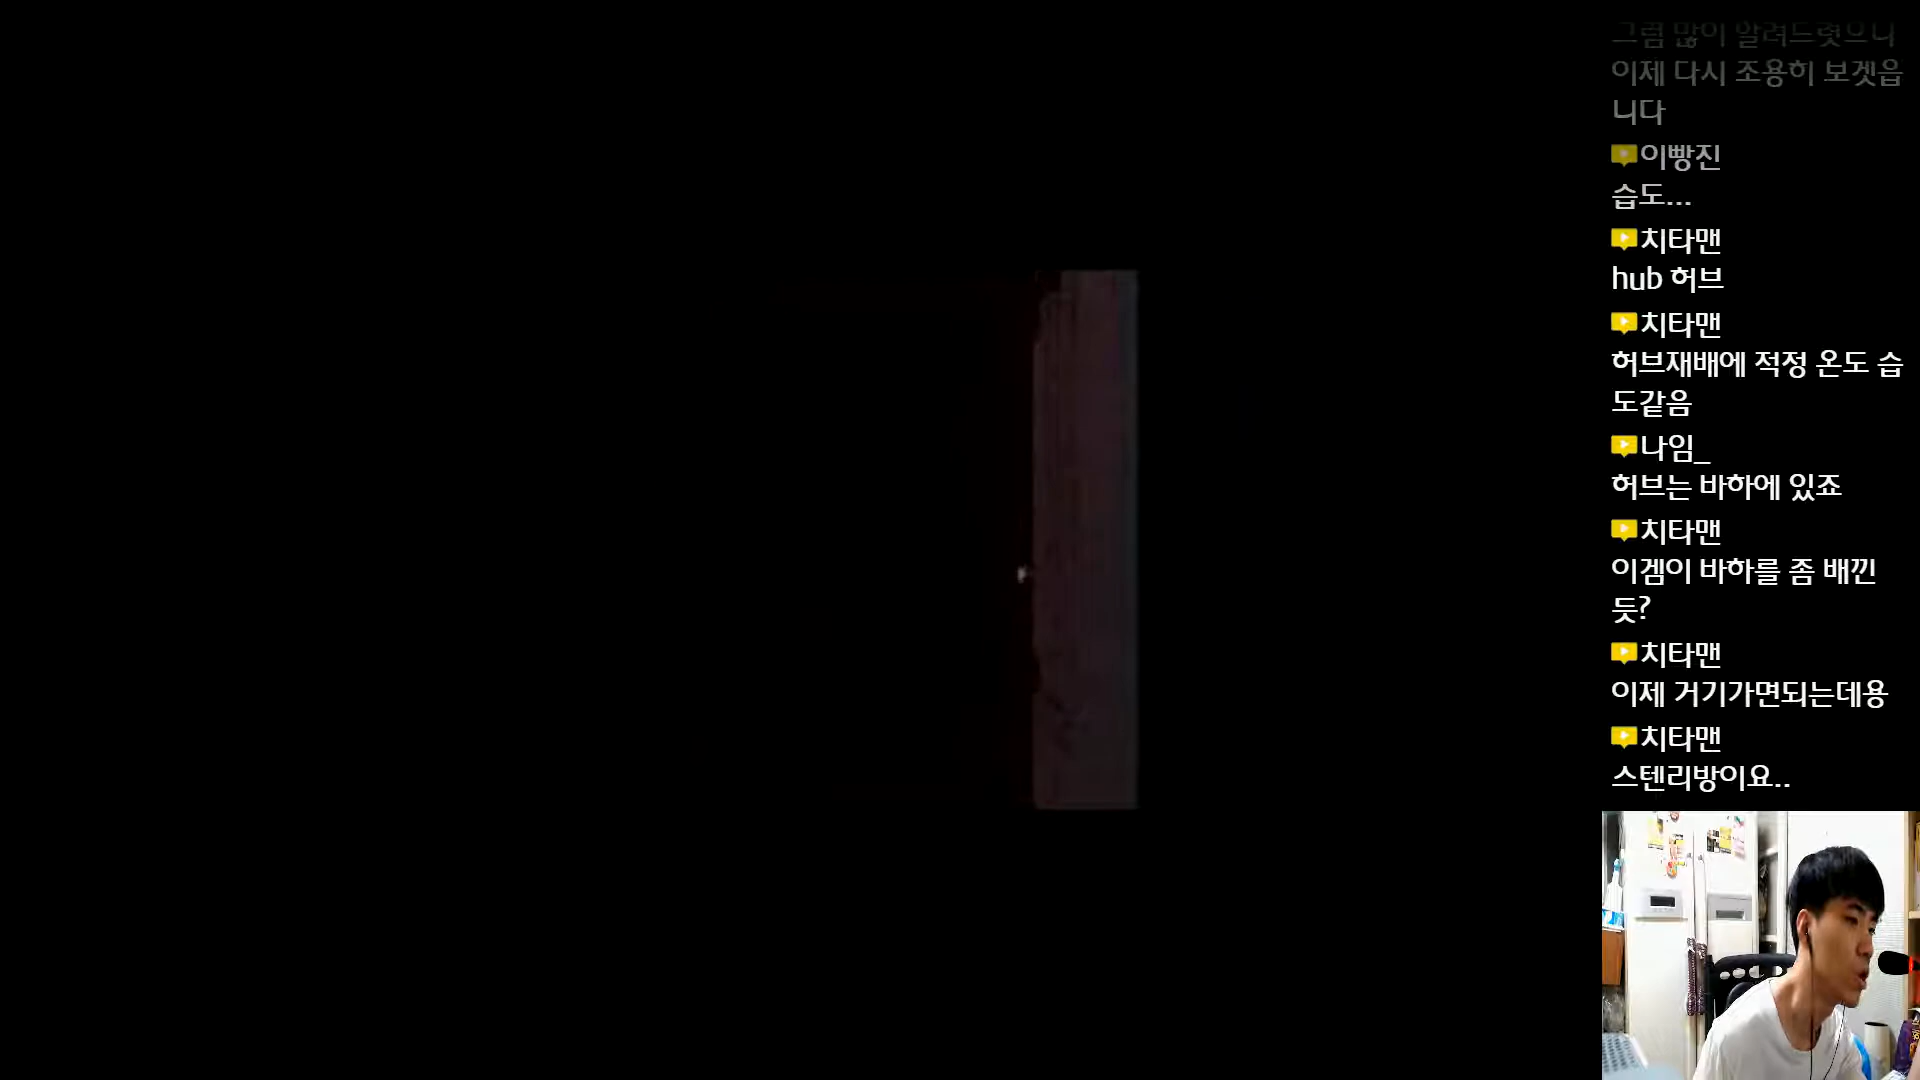 그럼 많이 알려드렷으니
이제 다시 조용히 보겟읍
니다
이빵진
습도...
치타맨
hub 허브
치타맨
허브재배에 적정 온도 습
도같음
나임_
허브는 바하에 있죠
치타맨
이겜이 바하를 좀 배낀
듯?
치타맨
이제 거기가면되는데용
치타맨
스텐리방이요..